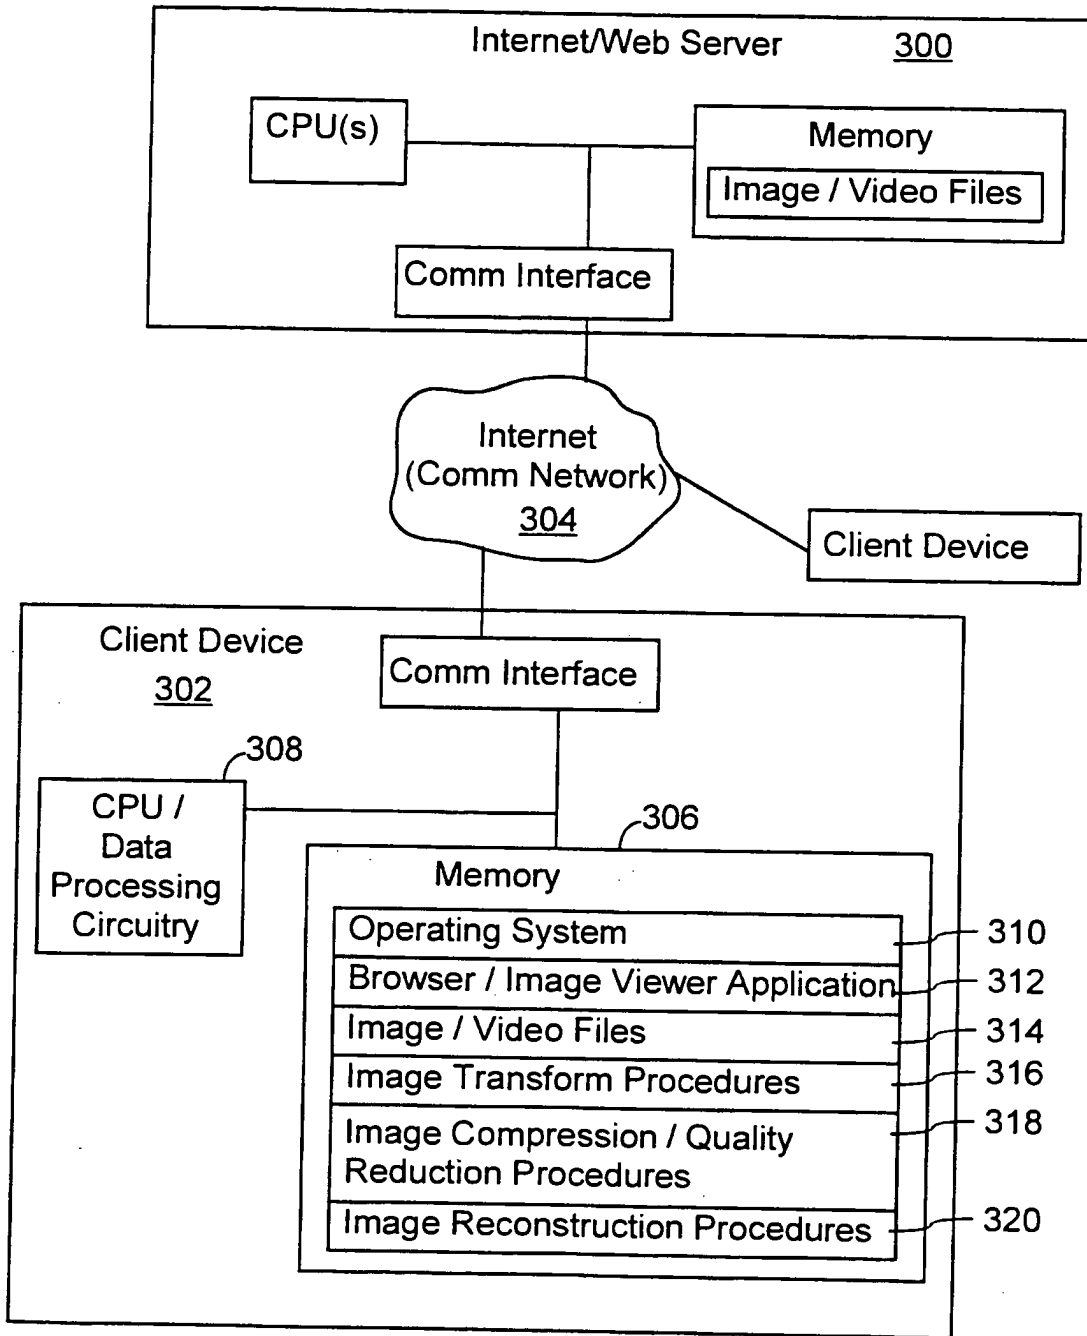 Internet/Web Server 300
CPU(s)
Memory
Image / Video Files
Comm Interface
Internet
(Comm Network)
304
Client Device
Client Device
302
Comm Interface
308
CPU /
Data
Processing
Circuitry
306
Memory
Operating System 310
Browser / Image Viewer Application 312
Image / Video Files 314
Image Transform Procedures 316
Image Compression / Quality 318
Reduction Procedures
Image Reconstruction Procedures 320